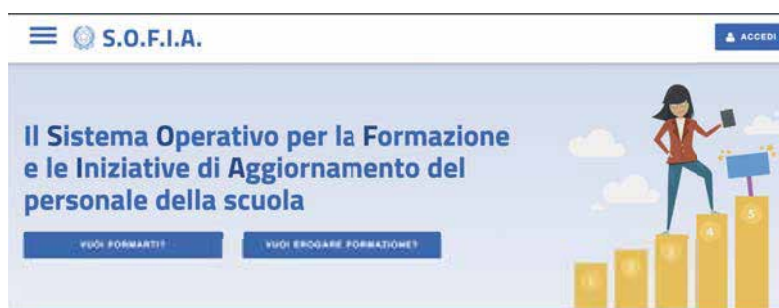 S.O.F.I.A.
ACCEDI
Il Sistema Operativo per la Formazione
e le Iniziative di Aggiornamento del
personale della scuola
VUOI FORMARTI?
VUOI EROGARE FORMAZIONE?
1
2
3
4
5